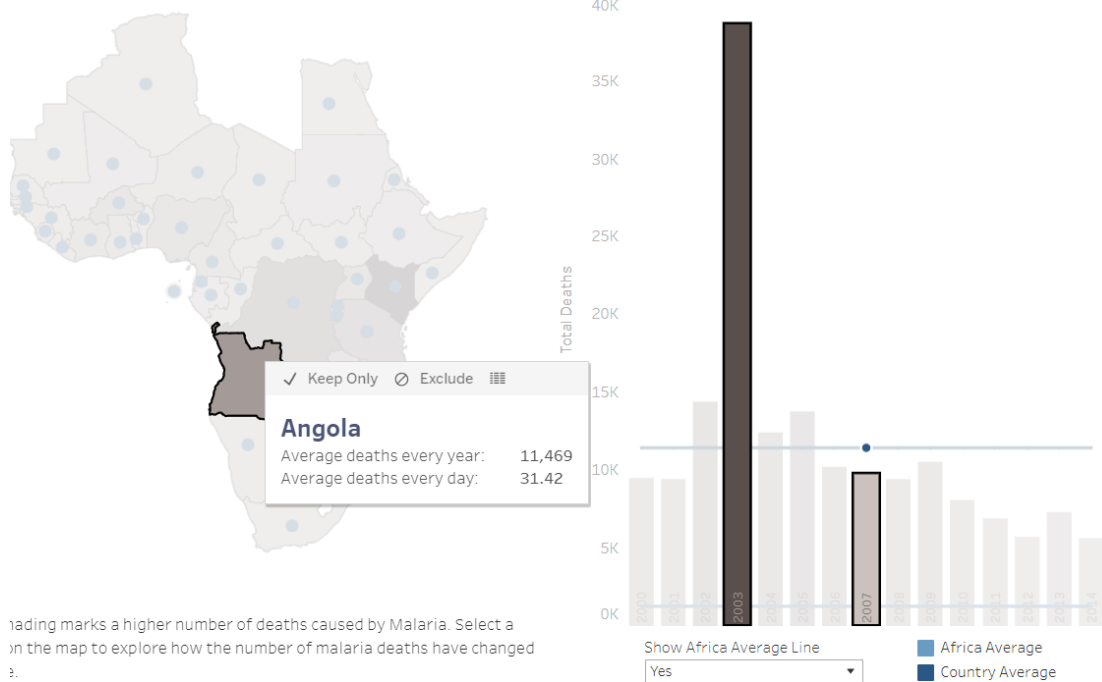 40K
35K
30K
25K
20K
15K
10K
5K
0K
Total Deaths
Keep Only Exclude
Angola
Average deaths every year: 11,469
Average deaths every day: 31.42
2000 2001 2002 2003 2004 2005 2006 2007 2008 2009 2010 2011 2012 2013 2014
marks a higher number of deaths caused by Malaria. Select a
on the map to explore how the number of malaria deaths have changed
Show Africa Average Line
Yes
Africa Average
Country Average